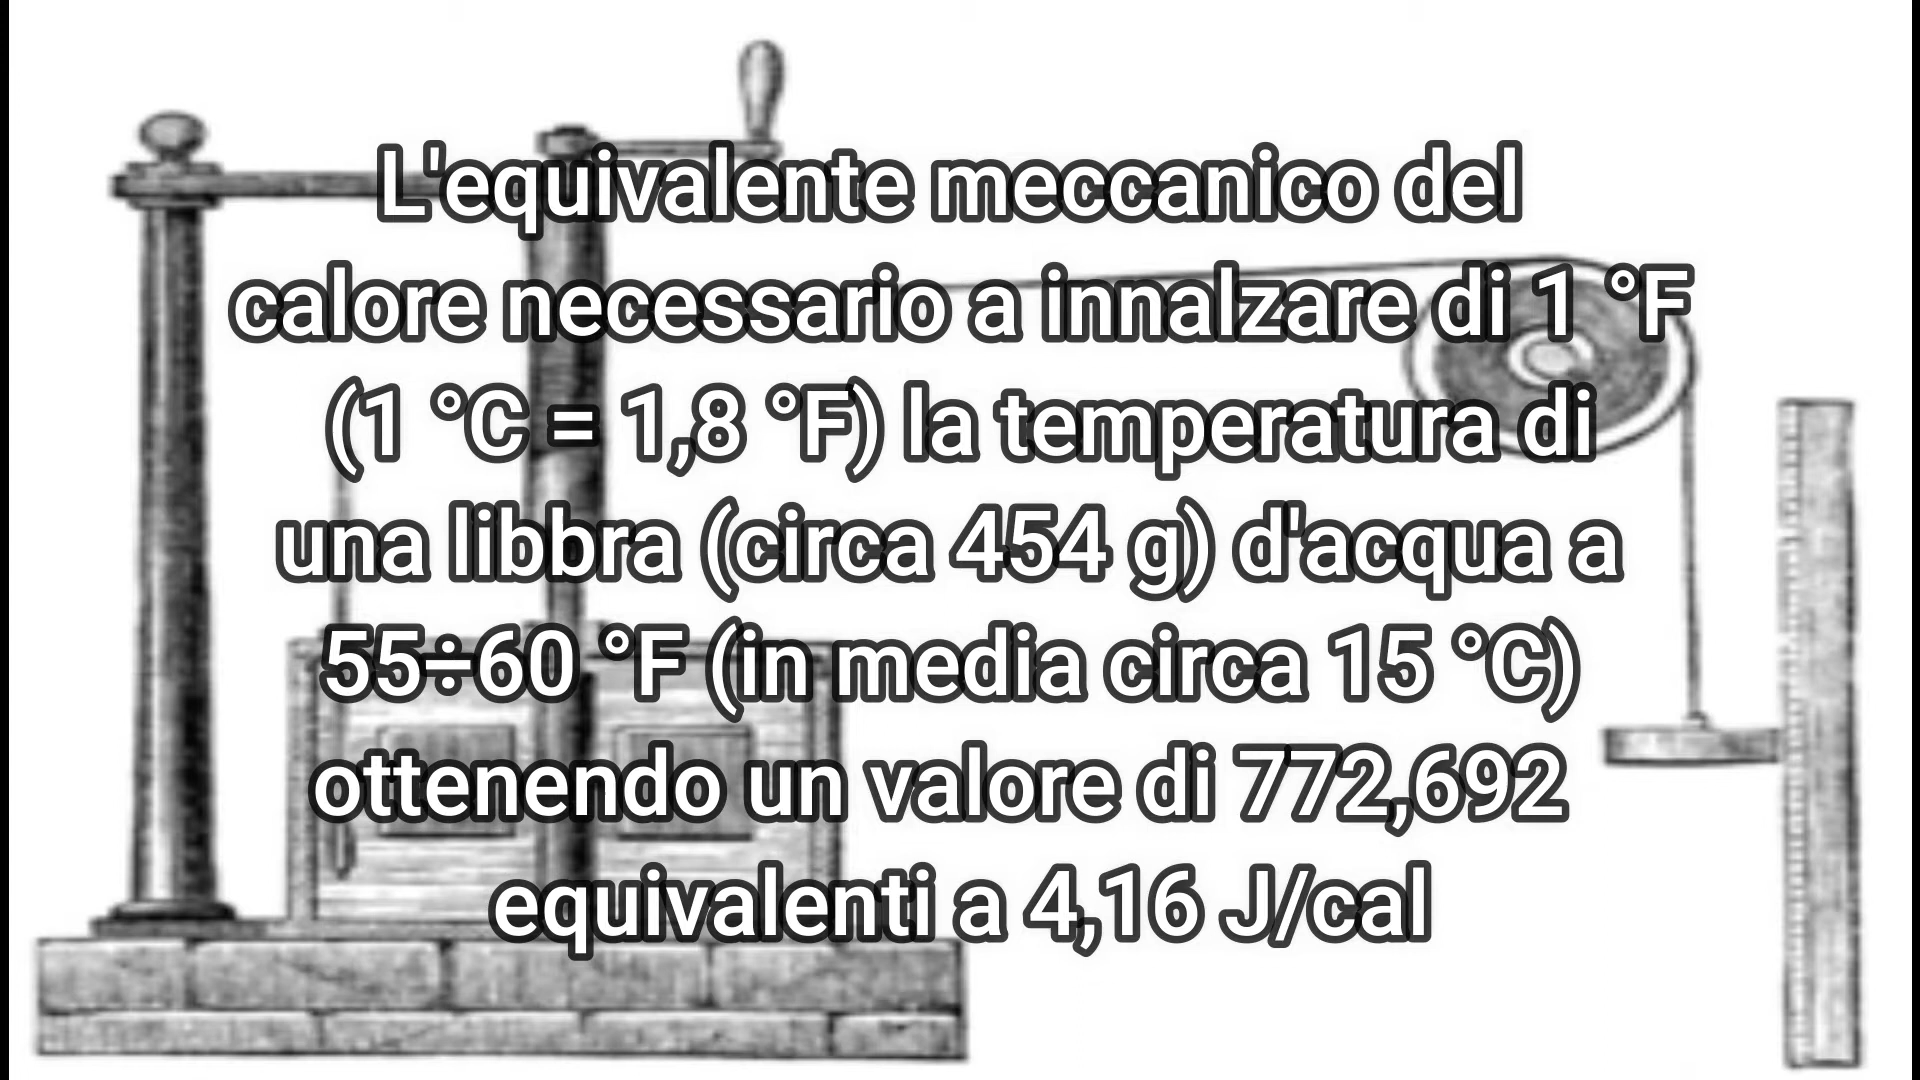 L'equivalente meccanico del
calore necessario a innalzare di 1 °F
(1 °C = 1,8 °F) la temperatura di
una libbra (circa 454 g) d'acqua a
55÷60 °F (in media circa 15 °C)
ottenendo un valore di 772,692
equivalenti a 4,16 J/cal